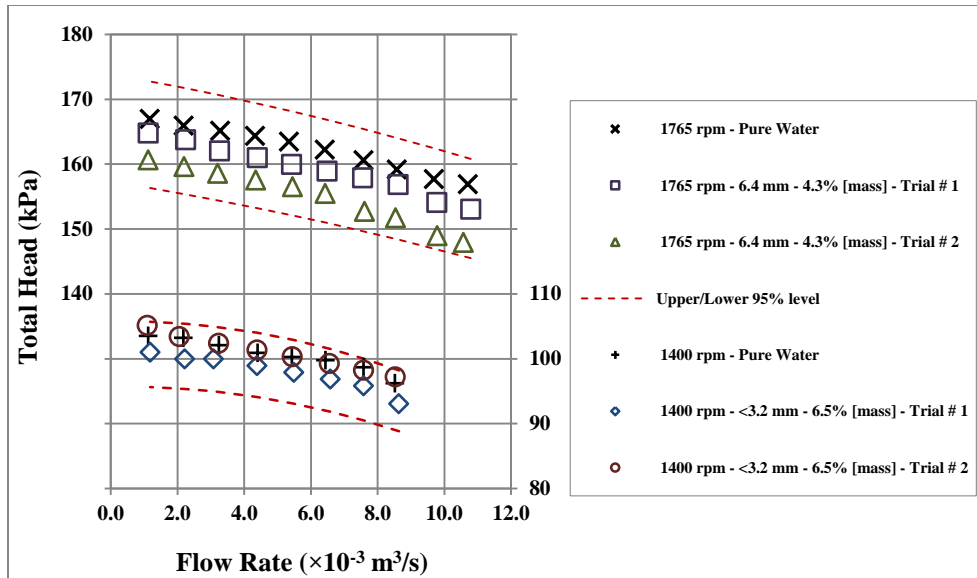 180
170
160
150
140
110
100
90
80
0.0 2.0 4.0 6.0 8.0 10.0 12.0
Total Head (kPa)
Flow Rate (×10⁻³ m³/s)
1765 rpm - Pure Water
1765 rpm - 6.4 mm - 4.3% [mass] - Trial # 1
1765 rpm - 6.4 mm - 4.3% [mass] - Trial # 2
Upper/Lower 95% level
1400 rpm - Pure Water
1400 rpm - <3.2 mm - 6.5% [mass] - Trial # 1
1400 rpm - <3.2 mm - 6.5% [mass] - Trial # 2